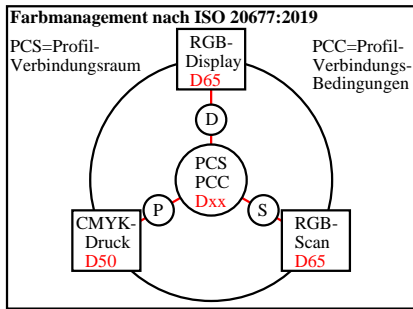 Farbmanagement nach ISO 20677:2019
PCS=Profil-
Verbindungsraum
RGB-
Display
D65
PCC=Profil-
Verbindungs-
Bedingungen
D
PCS
PCC
Dxx
P
S
CMYK-
Druck
D50
RGB-
Scan
D65